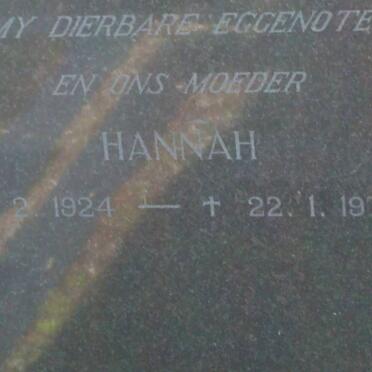 MY DIERBARE EGGENOTE
EN ONS MOEDER
HANNAH
2. 1924 — † 22. 1. 19